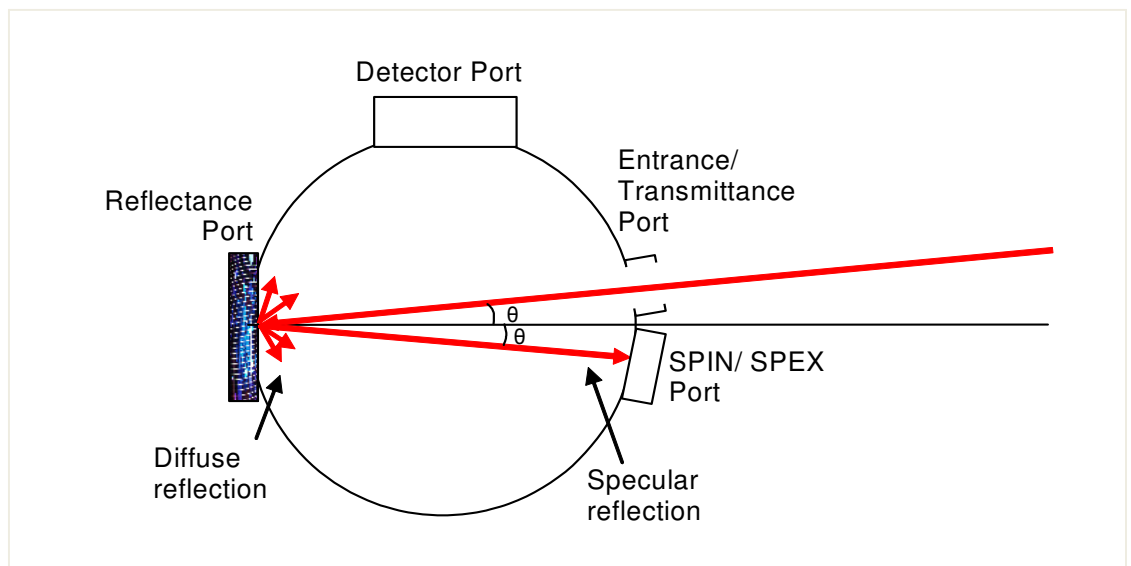 Detector Port
Entrance/
Transmittance
Port
Reflectance
Port
θ
θ
SPIN/ SPEX
Port
Diffuse
reflection
Specular
reflection